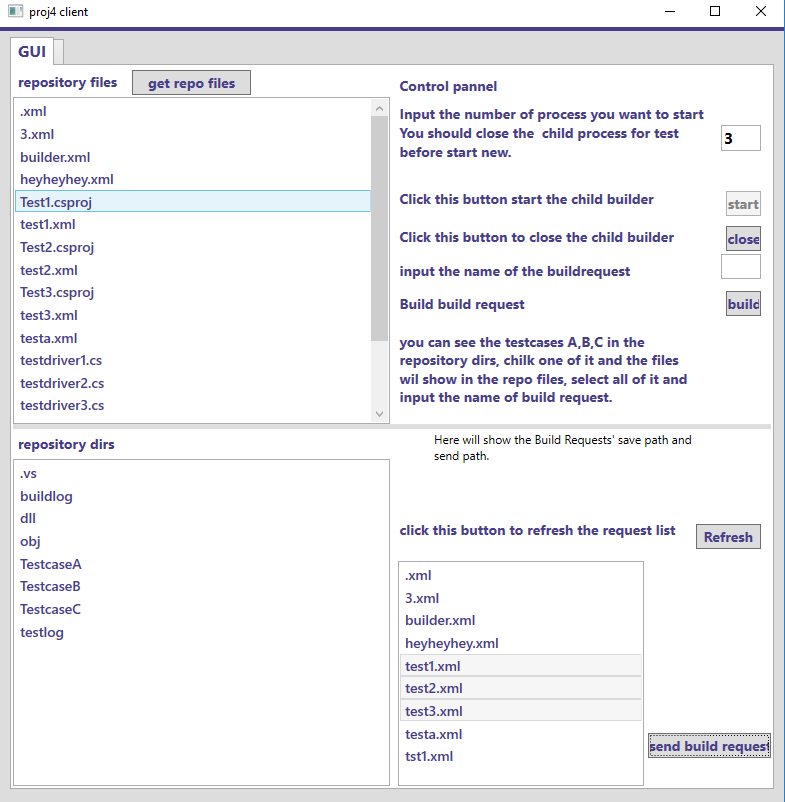 proj4 client
GUI
repository files
get repo files
.xml
3.xml
builder.xml
heyheyhey.xml
Test1.csproj
test1.xml
Test2.csproj
test2.xml
Test3.csproj
test3.xml
testa.xml
testdriver1.cs
testdriver2.cs
testdriver3.cs
repository dirs
.vs
buildlog
dll
obj
TestcaseA
TestcaseB
TestcaseC
testlog
Control pannel
Input the number of process you want to start
You should close the  child process for test
before start new.
3
Click this button start the child builder
start
Click this button to close the child builder
close
input the name of the buildrequest
Build build request
build
you can see the testcases A,B,C in the
repository dirs, chilk one of it and the files
wil show in the repo files, select all of it and
input the name of build request.
Here will show the Build Requests' save path and
send path.
click this button to refresh the request list
Refresh
.xml
3.xml
builder.xml
heyheyhey.xml
test1.xml
test2.xml
test3.xml
testa.xml
tst1.xml
send build request